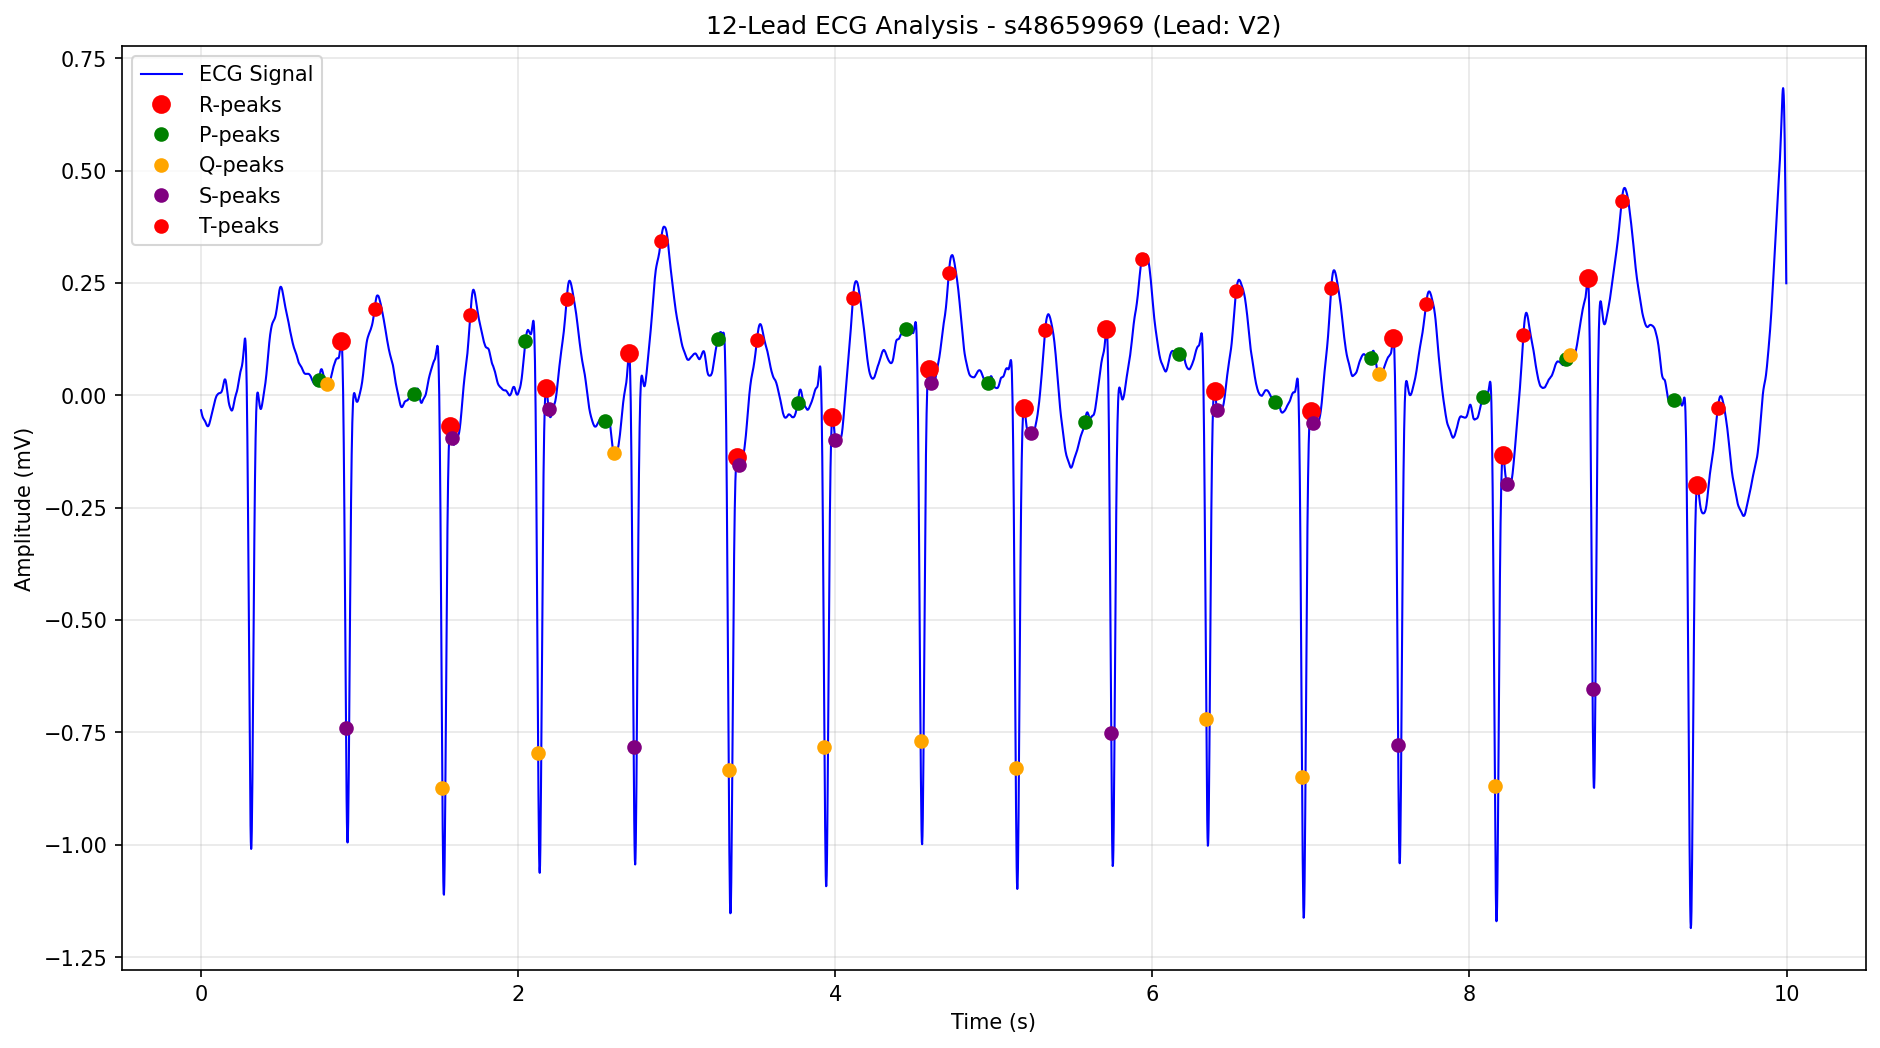 12-Lead ECG Analysis - s48659969 (Lead: V2)
ECG Signal
R-peaks
P-peaks
Q-peaks
S-peaks
T-peaks
0.75
0.50
0.25
0.00
−0.25
−0.50
−0.75
−1.00
−1.25
Amplitude (mV)
0 2 4 6 8 10
Time (s)